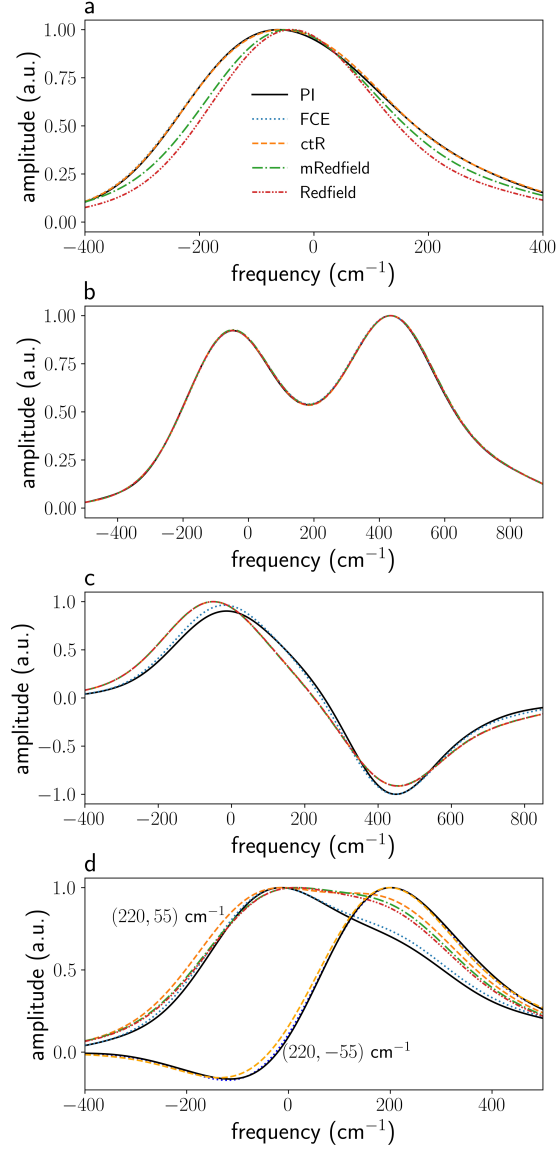 a
amplitude (a.u.)
1.00
0.75
0.50
0.25
0.00
PI
FCE
ctR
mRedfield
Redfield
−400 −200 0 200 400
frequency (cm⁻¹)
b
amplitude (a.u.)
1.00
0.75
0.50
0.25
0.00
−400 −200 0 200 400 600 800
frequency (cm⁻¹)
c
amplitude (a.u.)
1.0
0.5
0.0
−0.5
−1.0
−400 −200 0 200 400 600 800
frequency (cm⁻¹)
d
amplitude (a.u.)
1.0
0.5
0.0
(220, 55) cm⁻¹
(220, −55) cm⁻¹
−400 −200 0 200 400
frequency (cm⁻¹)